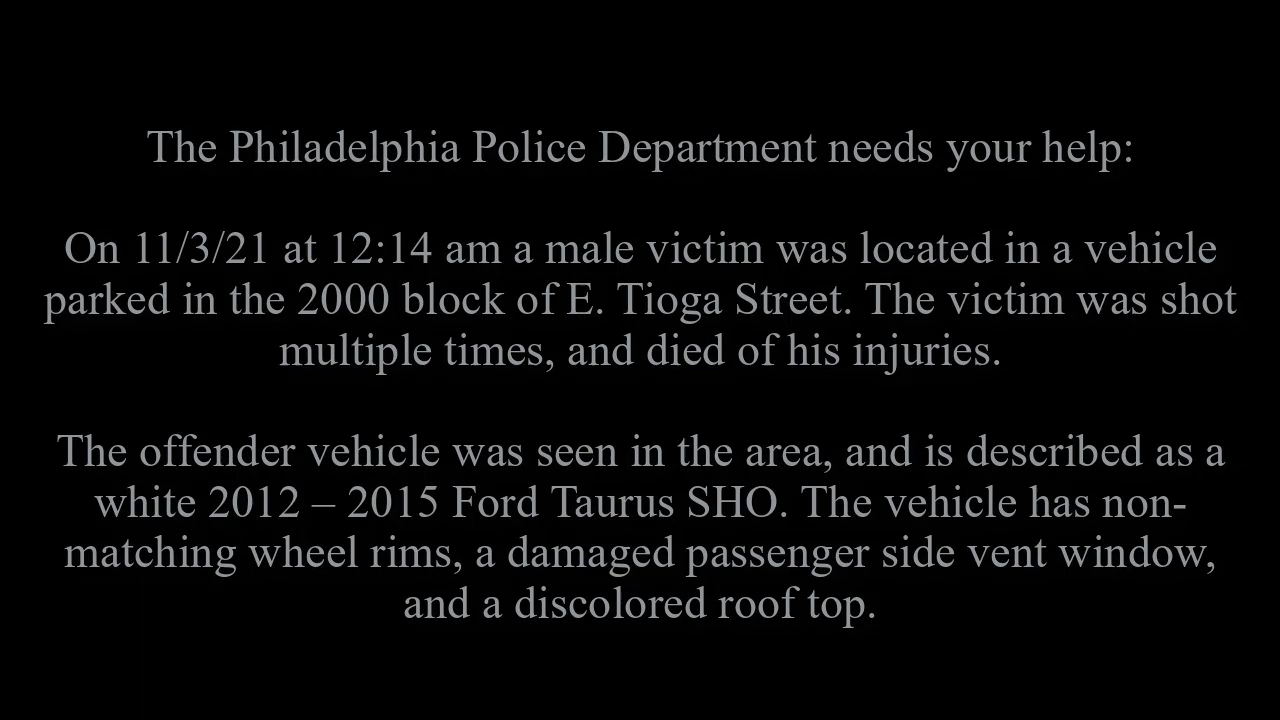 The Philadelphia Police Department needs your help:
On 11/3/21 at 12:14 am a male victim was located in a vehicle
parked in the 2000 block of E. Tioga Street. The victim was shot
multiple times, and died of his injuries.
The offender vehicle was seen in the area, and is described as a
white 2012 – 2015 Ford Taurus SHO. The vehicle has non-
matching wheel rims, a damaged passenger side vent window,
and a discolored roof top.